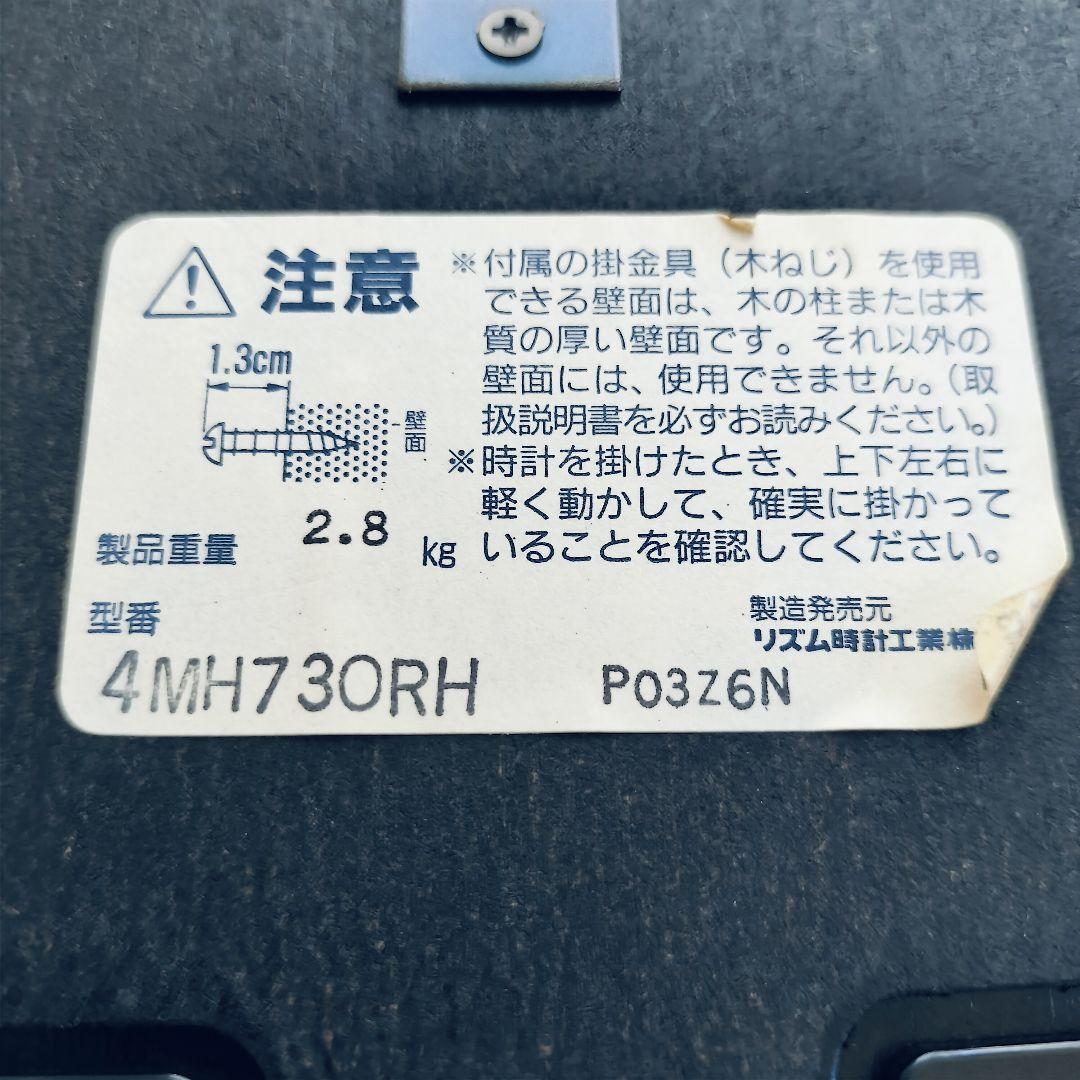 注意
※付属の掛金具（木ねじ）を使用
できる壁面は、木の柱または木
質の厚い壁面です。それ以外の
壁面には、使用できません。（取
扱説明書を必ずお読みください。）
※時計を掛けたとき、上下左右に
軽く動かして、確実に掛かって
いることを確認してください。
1.3cm
壁面
製品重量 2.8 kg
型番
4MH730RH
製造発売元
リズム時計工業株
P03Z6N